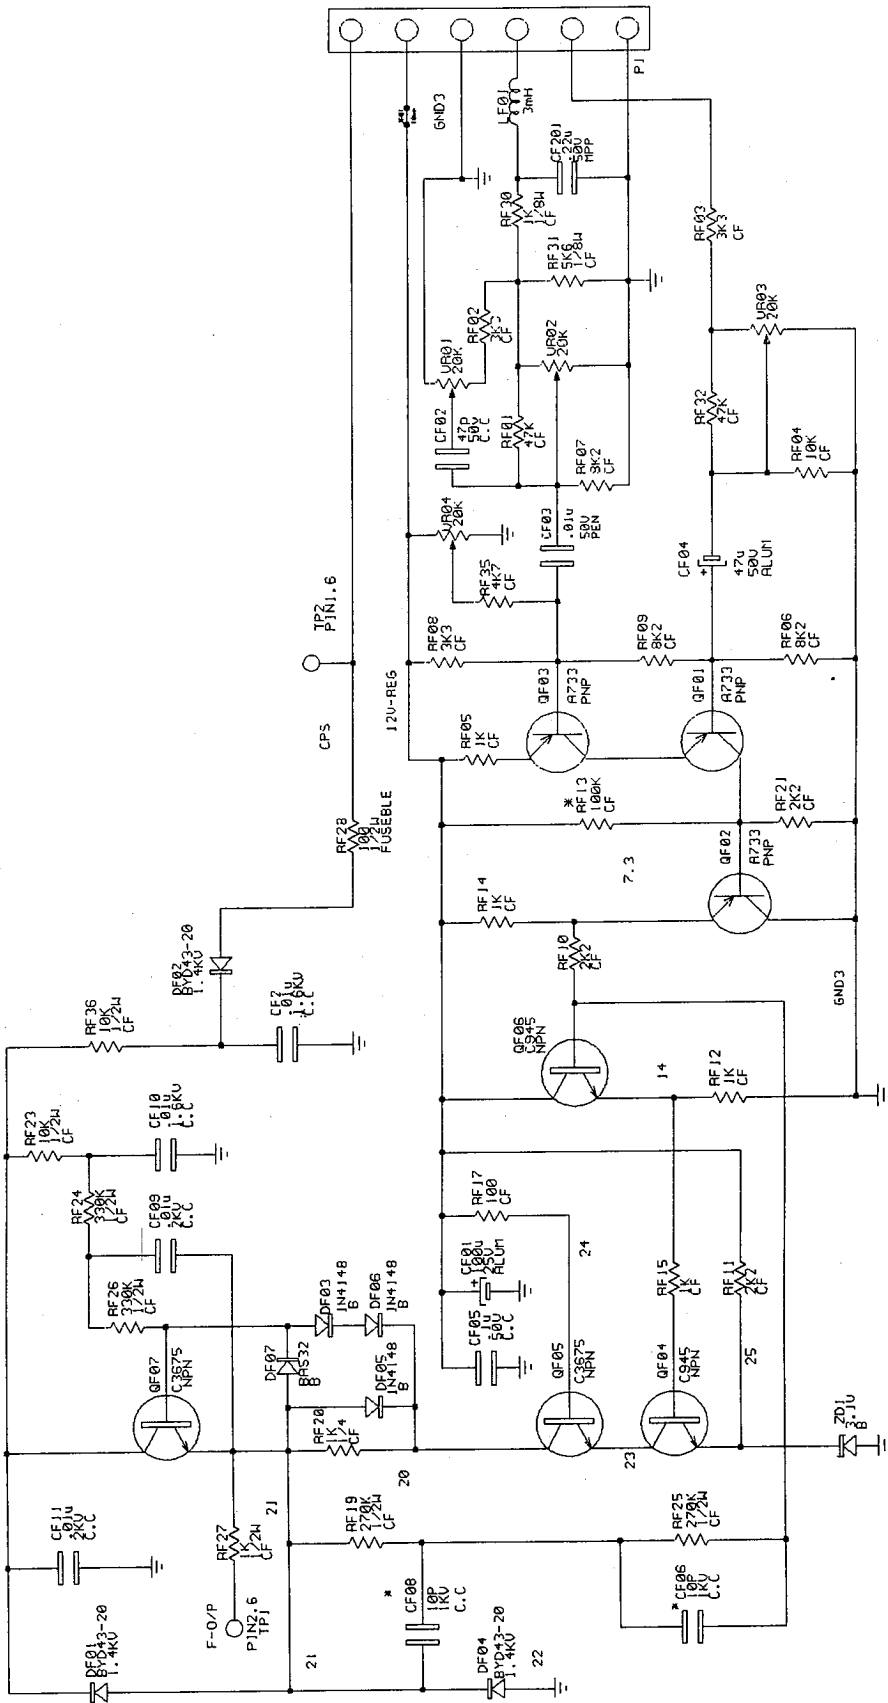 P1
GND3
LF01
3mH
CF201
.22u
50V
MPP
RF30
1K
1/8W
CF
RF31
5K6
1/8W
CF
RF03
3K3
CF
VR03
20K
RF02
CF
VR01
20K
VR02
20K
CF02
47P
50V
C.C
RF01
47K
CF
RF32
47K
CF
RF04
10K
CF
RF07
CF
VR04
20K
CF03
.01u
50V
PEN
CF04
47u
50V
ALUM
+
RF35
4K7
CF
TP2
PIN1.6
RF08
3K3
CF
RF09
8K2
CF
RF06
8K2
CF
12V-REG
CPS
QF03
A733
PNP
QF01
A733
PNP
RF05
1K
CF
*
RF13
100K
CF
RF21
2K2
CF
RF28
100
1/2W
FUSEBLE
QF02
A733
PNP
7.3
RF14
1K
CF
RF10
2K2
CF
GND3
DF02
BYD43-20
1.4KV
CF2
.01u
1.6KV
C.C
RF36
10K
1/2W
CF
QF06
C945
NPN
14
RF12
1K
CF
RF23
10K
1/2W
CF
CF10
.01u
1.6KV
C.C
RF24
330K
1/2W
CF
CF09
.01u
2KV
C.C
RF17
100
CF
24
CF01
100u
25V
ALUM
+
CF05
.1u
50V
C.C
RF15
1K
CF
RF11
2K2
CF
25
RF26
330K
1/2W
CF
DF03
1N4148
B
DF06
1N4148
B
DF07
BAS32
B
DF05
1N4148
B
QF07
C3675
NPN
QF05
C3675
NPN
QF04
C945
NPN
23
RF20
1K
1/4
CF
20
21
ZD1
3.1V
B
CF11
.01u
2KV
C.C
RF27
1K
1/2W
CF
F-O/P
PIN2.6
TP1
RF19
270K
1/2W
CF
RF25
270K
1/2W
CF
*
CF08
10P
1KV
C.C
*
CF06
10P
1KV
C.C
DF01
BYD43-20
1.4KV
21
DF04
BYD43-20
1.4KV
22